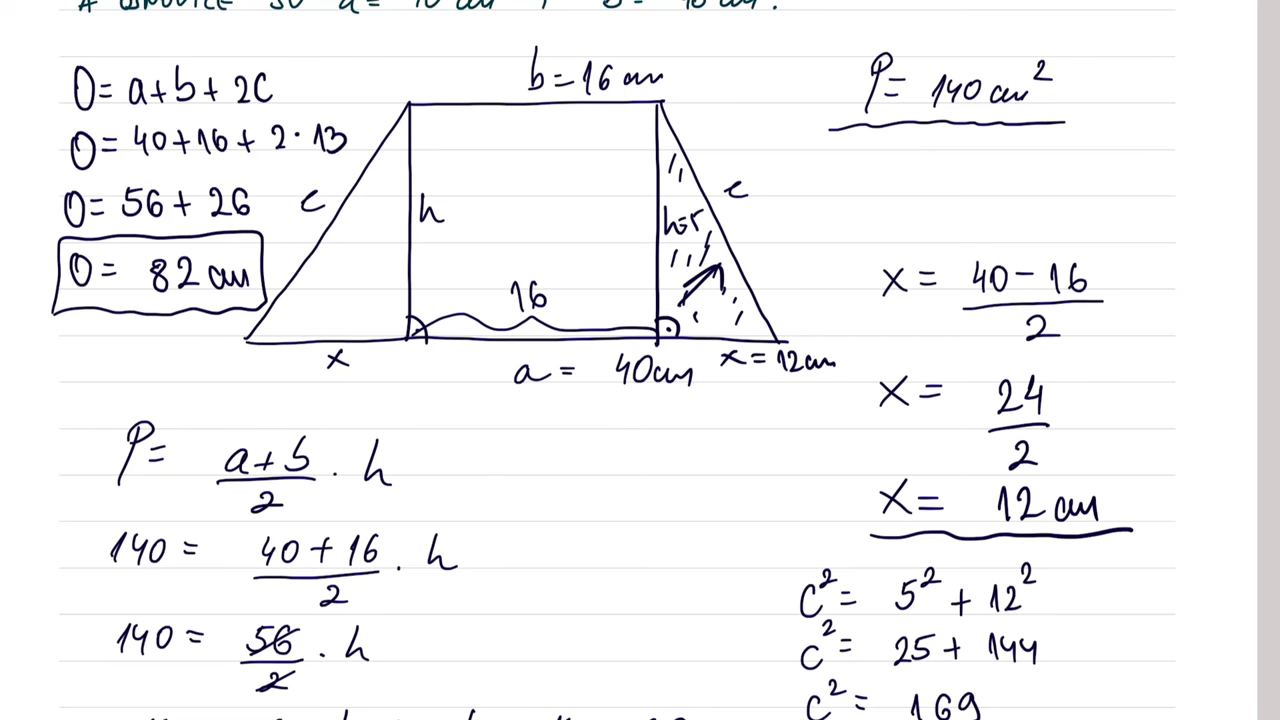 O= a+b+2C
O= 40+16+ 2·13
O= 56+ 26
O= 82 cm
b=16 cm
c
h
h=5
c
16
x
a = 40cm
x=12cm
P= 140 cm²
x= (40-16)/2
x= 24/2
x= 12 cm
P= (a+b)/2 · h
140 = (40+16)/2 · h
140 = 56/2 · h
c²= 5² + 12²
c²= 25+ 144
c²= 169